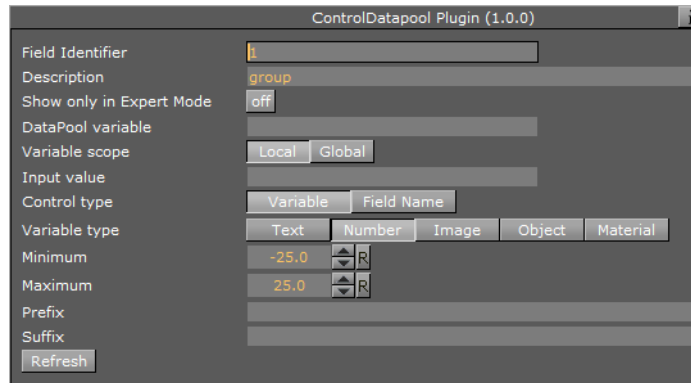 ControlDatapool Plugin (1.0.0)
Field Identifier 1
Description group
Show only in Expert Mode off
DataPool variable
Variable scope Local Global
Input value
Control type Variable Field Name
Variable type Text Number Image Object Material
Minimum -25.0 R
Maximum 25.0 R
Prefix
Suffix
Refresh